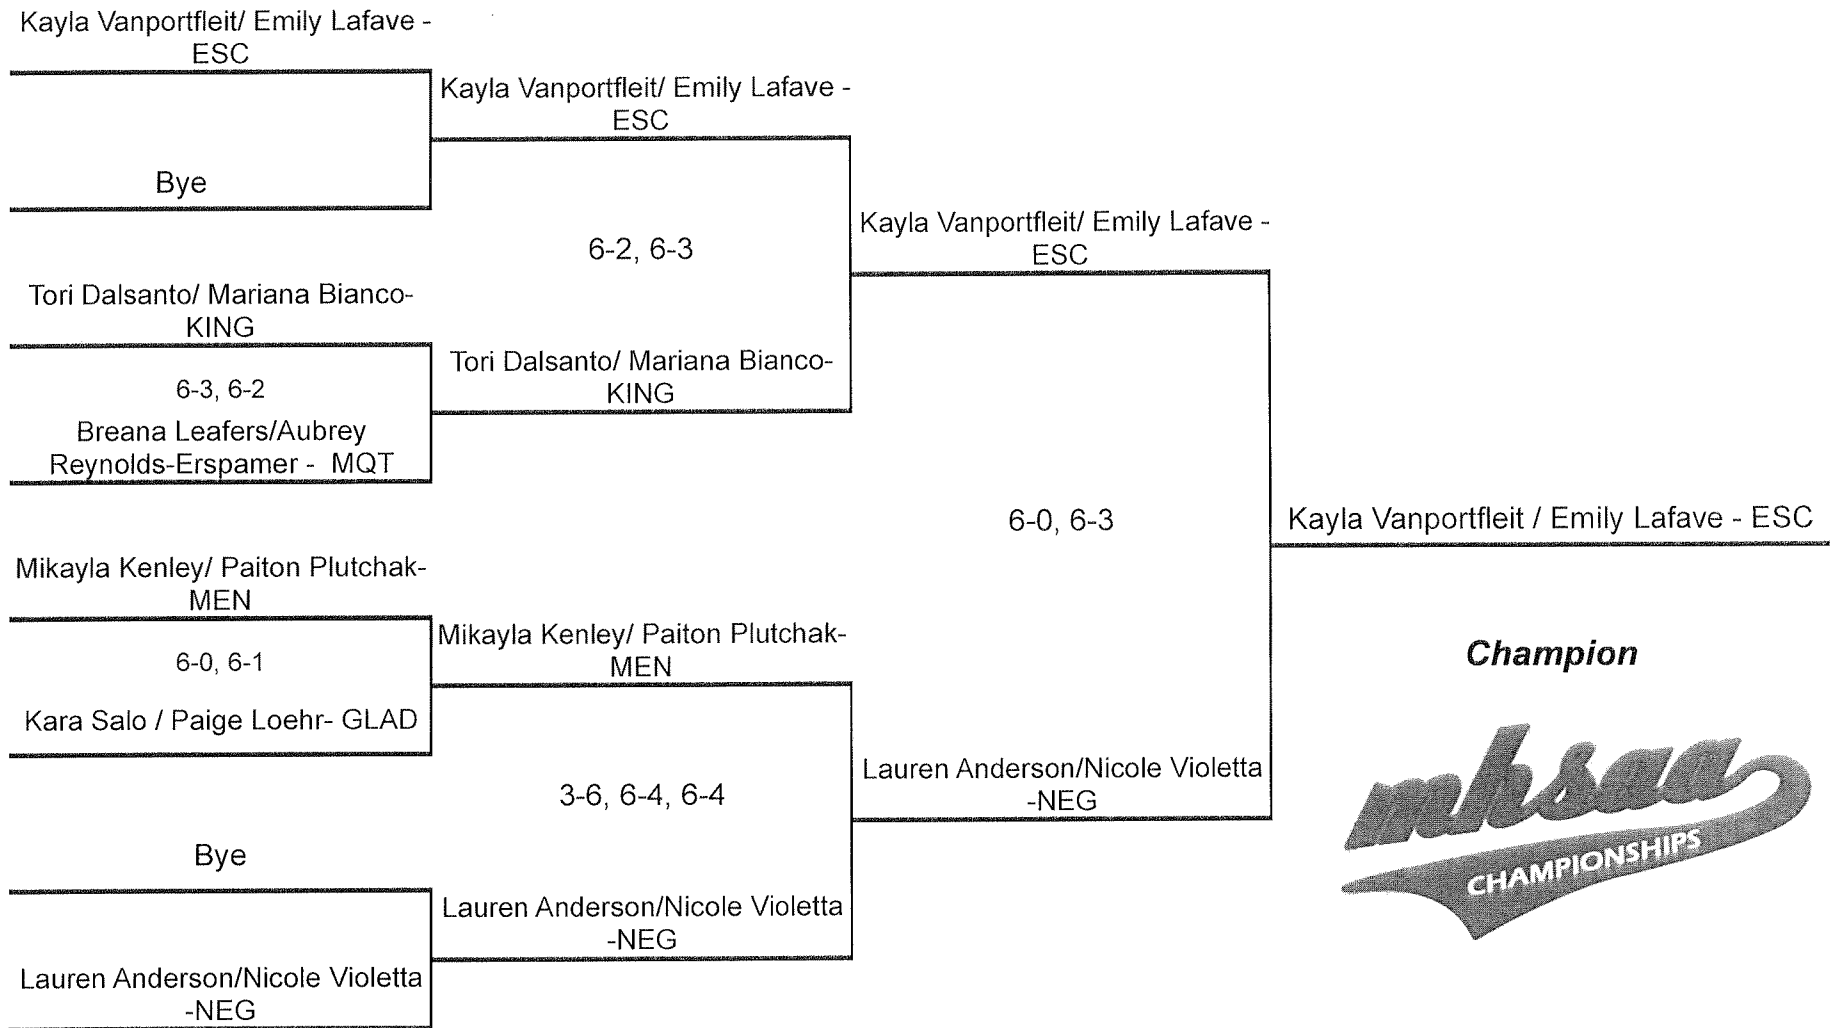 Kayla Vanportfleit/ Emily Lafave -
ESC
Bye
Tori Dalsanto/ Mariana Bianco-
KING
6-3, 6-2
Breana Leafers/Aubrey
Reynolds-Erspamer - MQT
Mikayla Kenley/ Paiton Plutchak-
MEN
6-0, 6-1
Kara Salo / Paige Loehr- GLAD
Bye
Lauren Anderson/Nicole Violetta
-NEG
Kayla Vanportfleit/ Emily Lafave -
ESC
6-2, 6-3
Tori Dalsanto/ Mariana Bianco-
KING
Mikayla Kenley/ Paiton Plutchak-
MEN
3-6, 6-4, 6-4
Lauren Anderson/Nicole Violetta
-NEG
Kayla Vanportfleit/ Emily Lafave -
ESC
6-0, 6-3
Lauren Anderson/Nicole Violetta
-NEG
Kayla Vanportfleit / Emily Lafave - ESC
Champion
mhsaa
CHAMPIONSHIPS